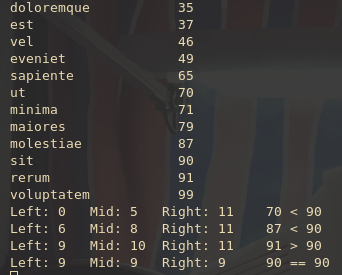 doloremque 35
est 37
vel 46
eveniet 49
sapiente 65
ut 70
minima 71
maiores 79
molestiae 87
sit 90
rerum 91
voluptatem 99
Left: 0 Mid: 5 Right: 11 70 < 90
Left: 6 Mid: 8 Right: 11 87 < 90
Left: 9 Mid: 10 Right: 11 91 > 90
Left: 9 Mid: 9 Right: 9 90 == 90